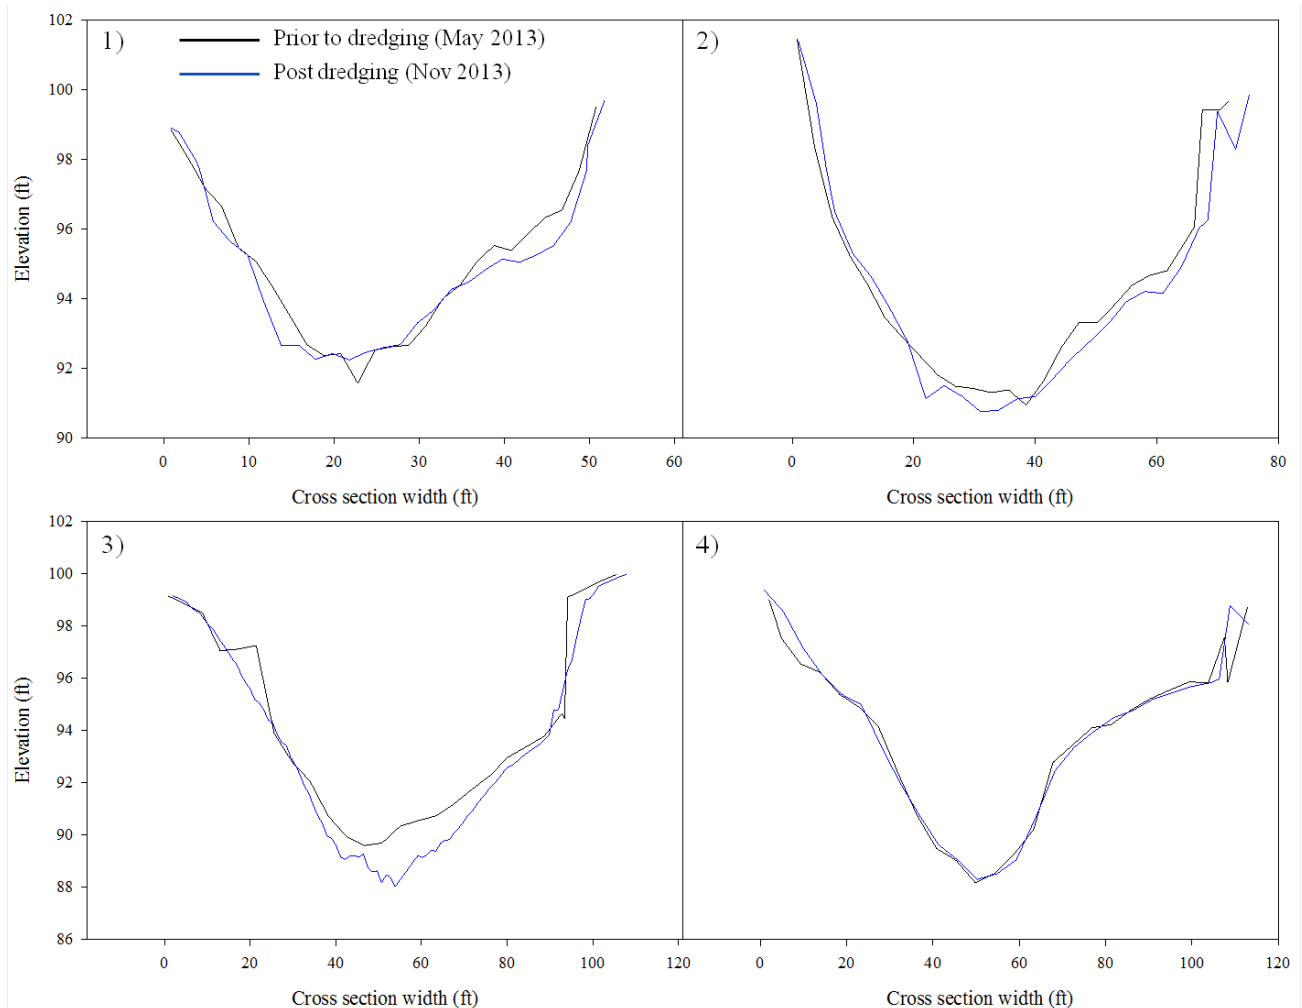 102
100
98
96
94
92
90
Elevation (ft)
1)
Prior to dredging (May 2013)
Post dredging (Nov 2013)
0 10 20 30 40 50 60
Cross section width (ft)
2)
0 20 40 60 80
Cross section width (ft)
102
100
98
96
94
92
90
88
86
Elevation (ft)
3)
0 20 40 60 80 100 120
Cross section width (ft)
4)
0 20 40 60 80 100 120
Cross section width (ft)